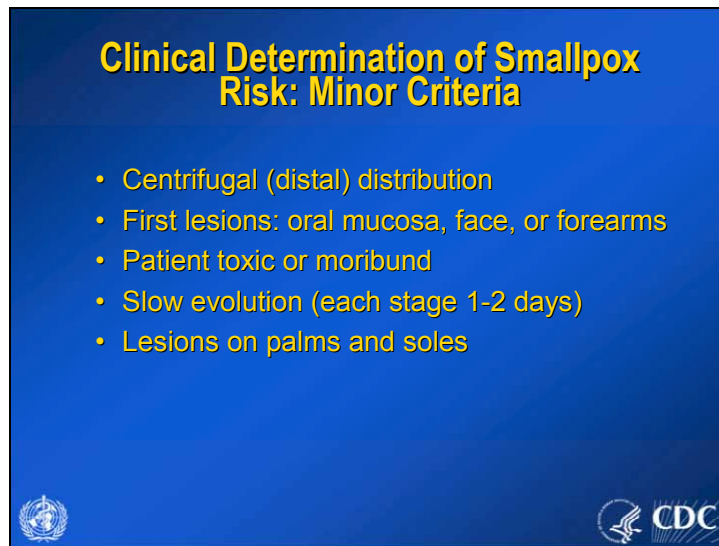 Clinical Determination of Smallpox
Risk: Minor Criteria
• Centrifugal (distal) distribution
• First lesions: oral mucosa, face, or forearms
• Patient toxic or moribund
• Slow evolution (each stage 1-2 days)
• Lesions on palms and soles
CDC